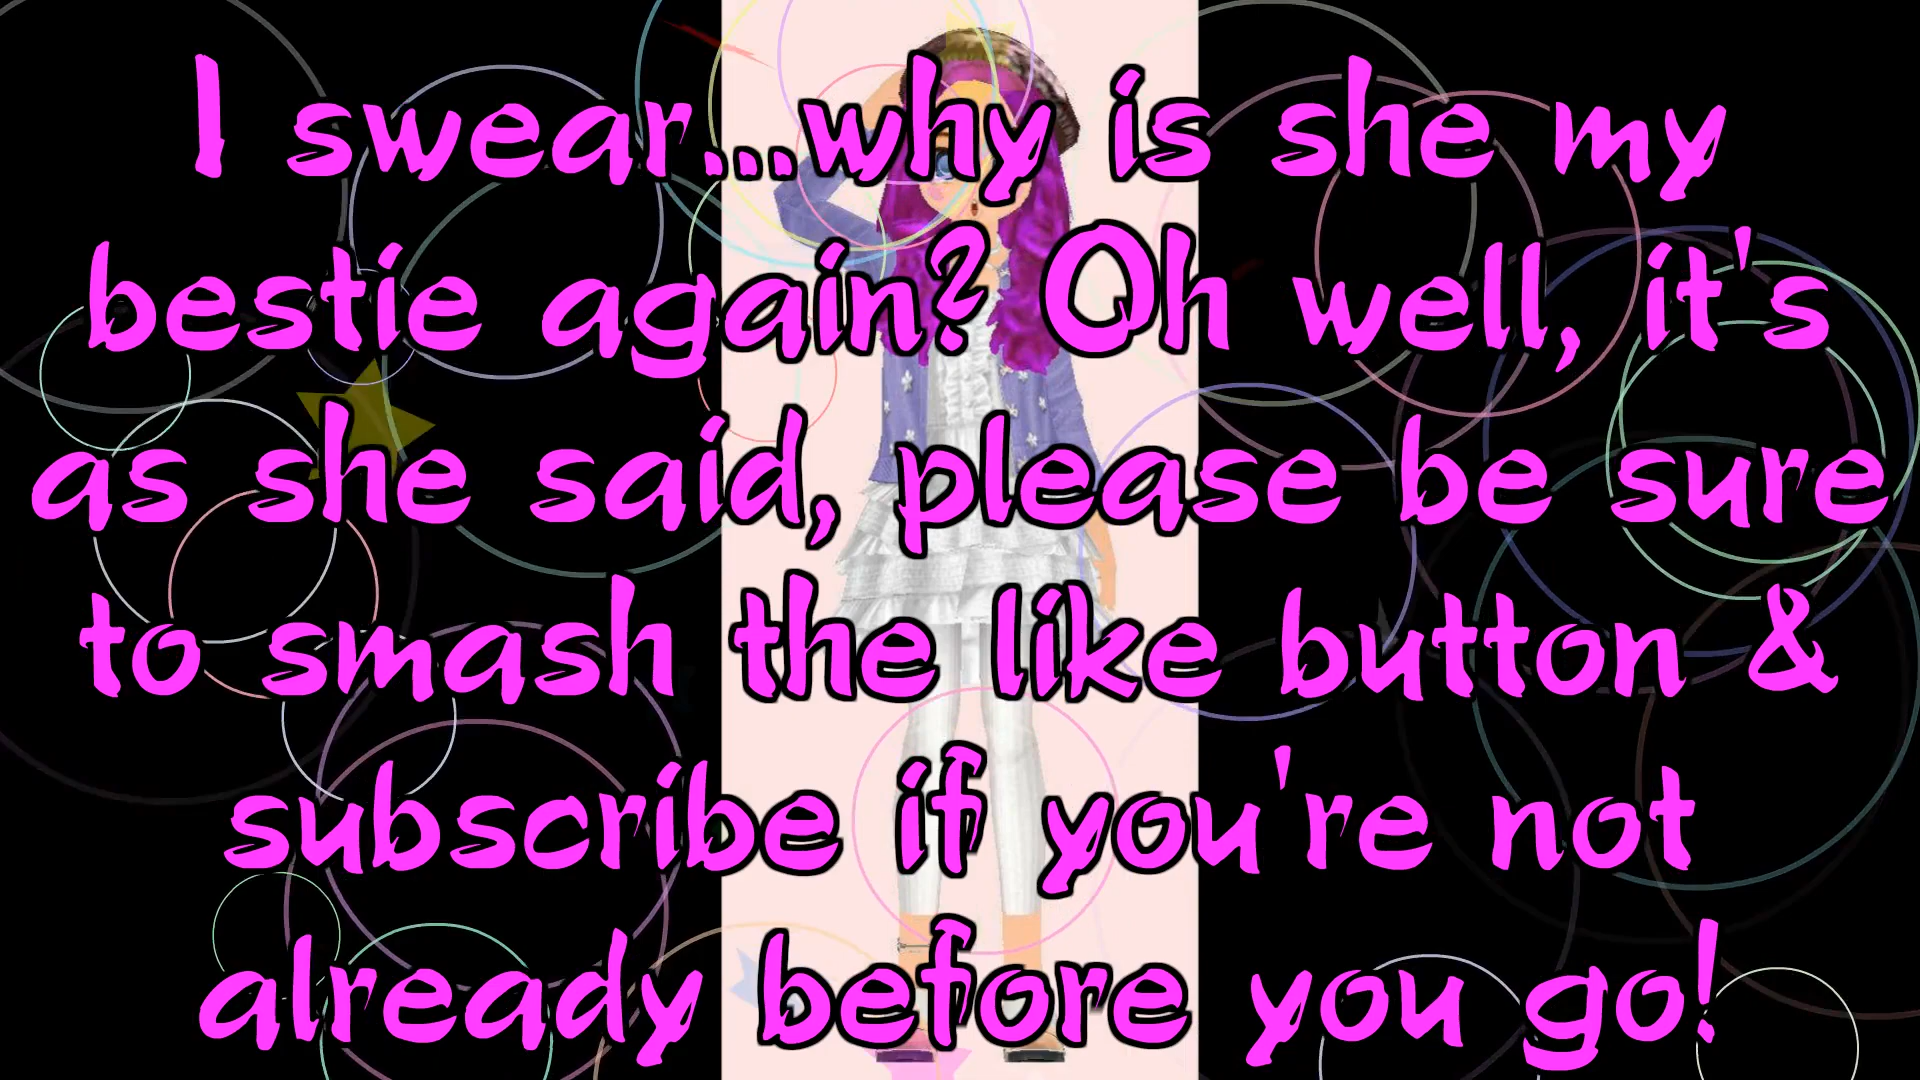 I swear...why is she my
bestie again? Oh well, it's
as she said, please be sure
to smash the like button &
subscribe if you're not
already before you go!